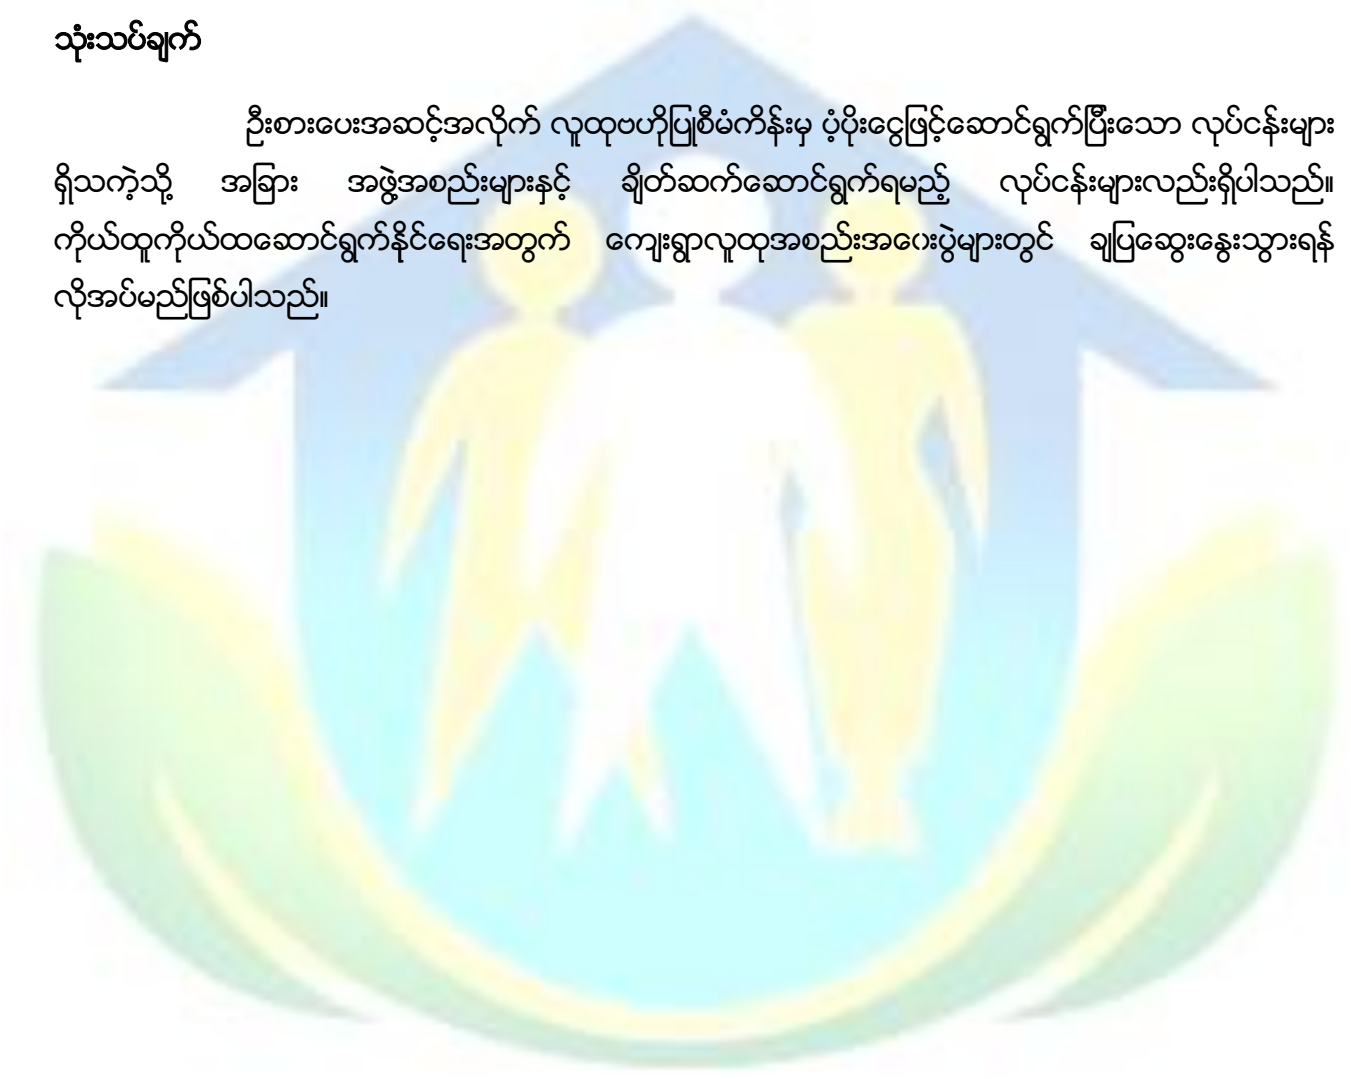 သုံးသပ်ချက်
ဦးစားပေးအဆင့်အလိုက် လူထုဗဟိုပြုစီမံကိန်းမှ ပံ့ပိုးငွေဖြင့်ဆောင်ရွက်ပြီးသော လုပ်ငန်းများ
ရှိသကဲ့သို့ အခြား အဖွဲ့အစည်းများနှင့် ချိတ်ဆက်ဆောင်ရွက်ရမည့် လုပ်ငန်းများလည်းရှိပါသည်။
ကိုယ်ထူကိုယ်ထဆောင်ရွက်နိုင်ရေးအတွက် ကျေးရွာလူထုအစည်းအဝေးပွဲများတွင် ချပြဆွေးနွေးသွားရန်
လိုအပ်မည်ဖြစ်ပါသည်။